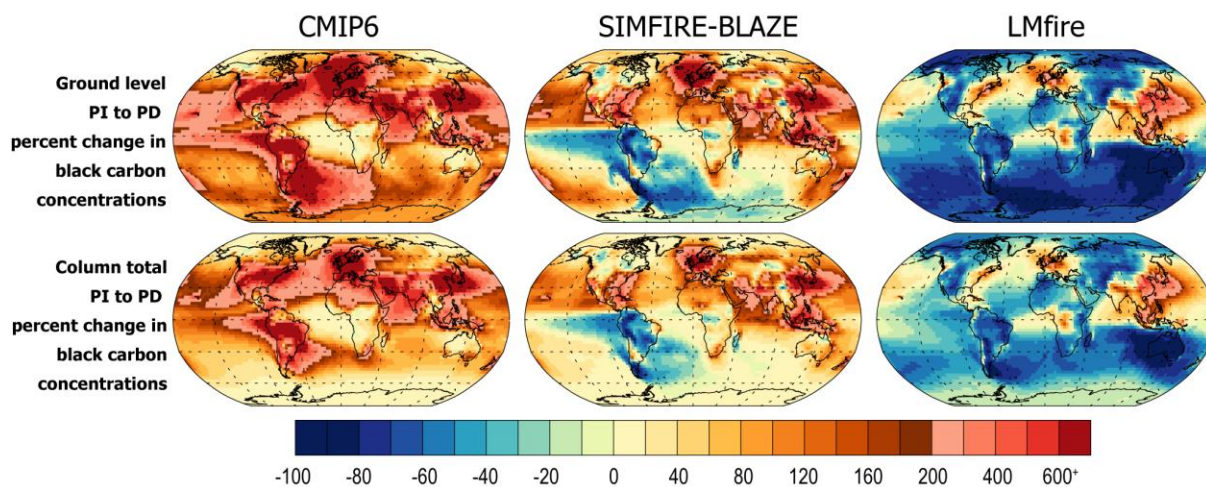 CMIP6 SIMFIRE-BLAZE LMfire
Ground level
PI to PD
percent change in
black carbon
concentrations
Column total
PI to PD
percent change in
black carbon
concentrations
-100 -80 -60 -40 -20 0 40 80 120 160 200 400 600+